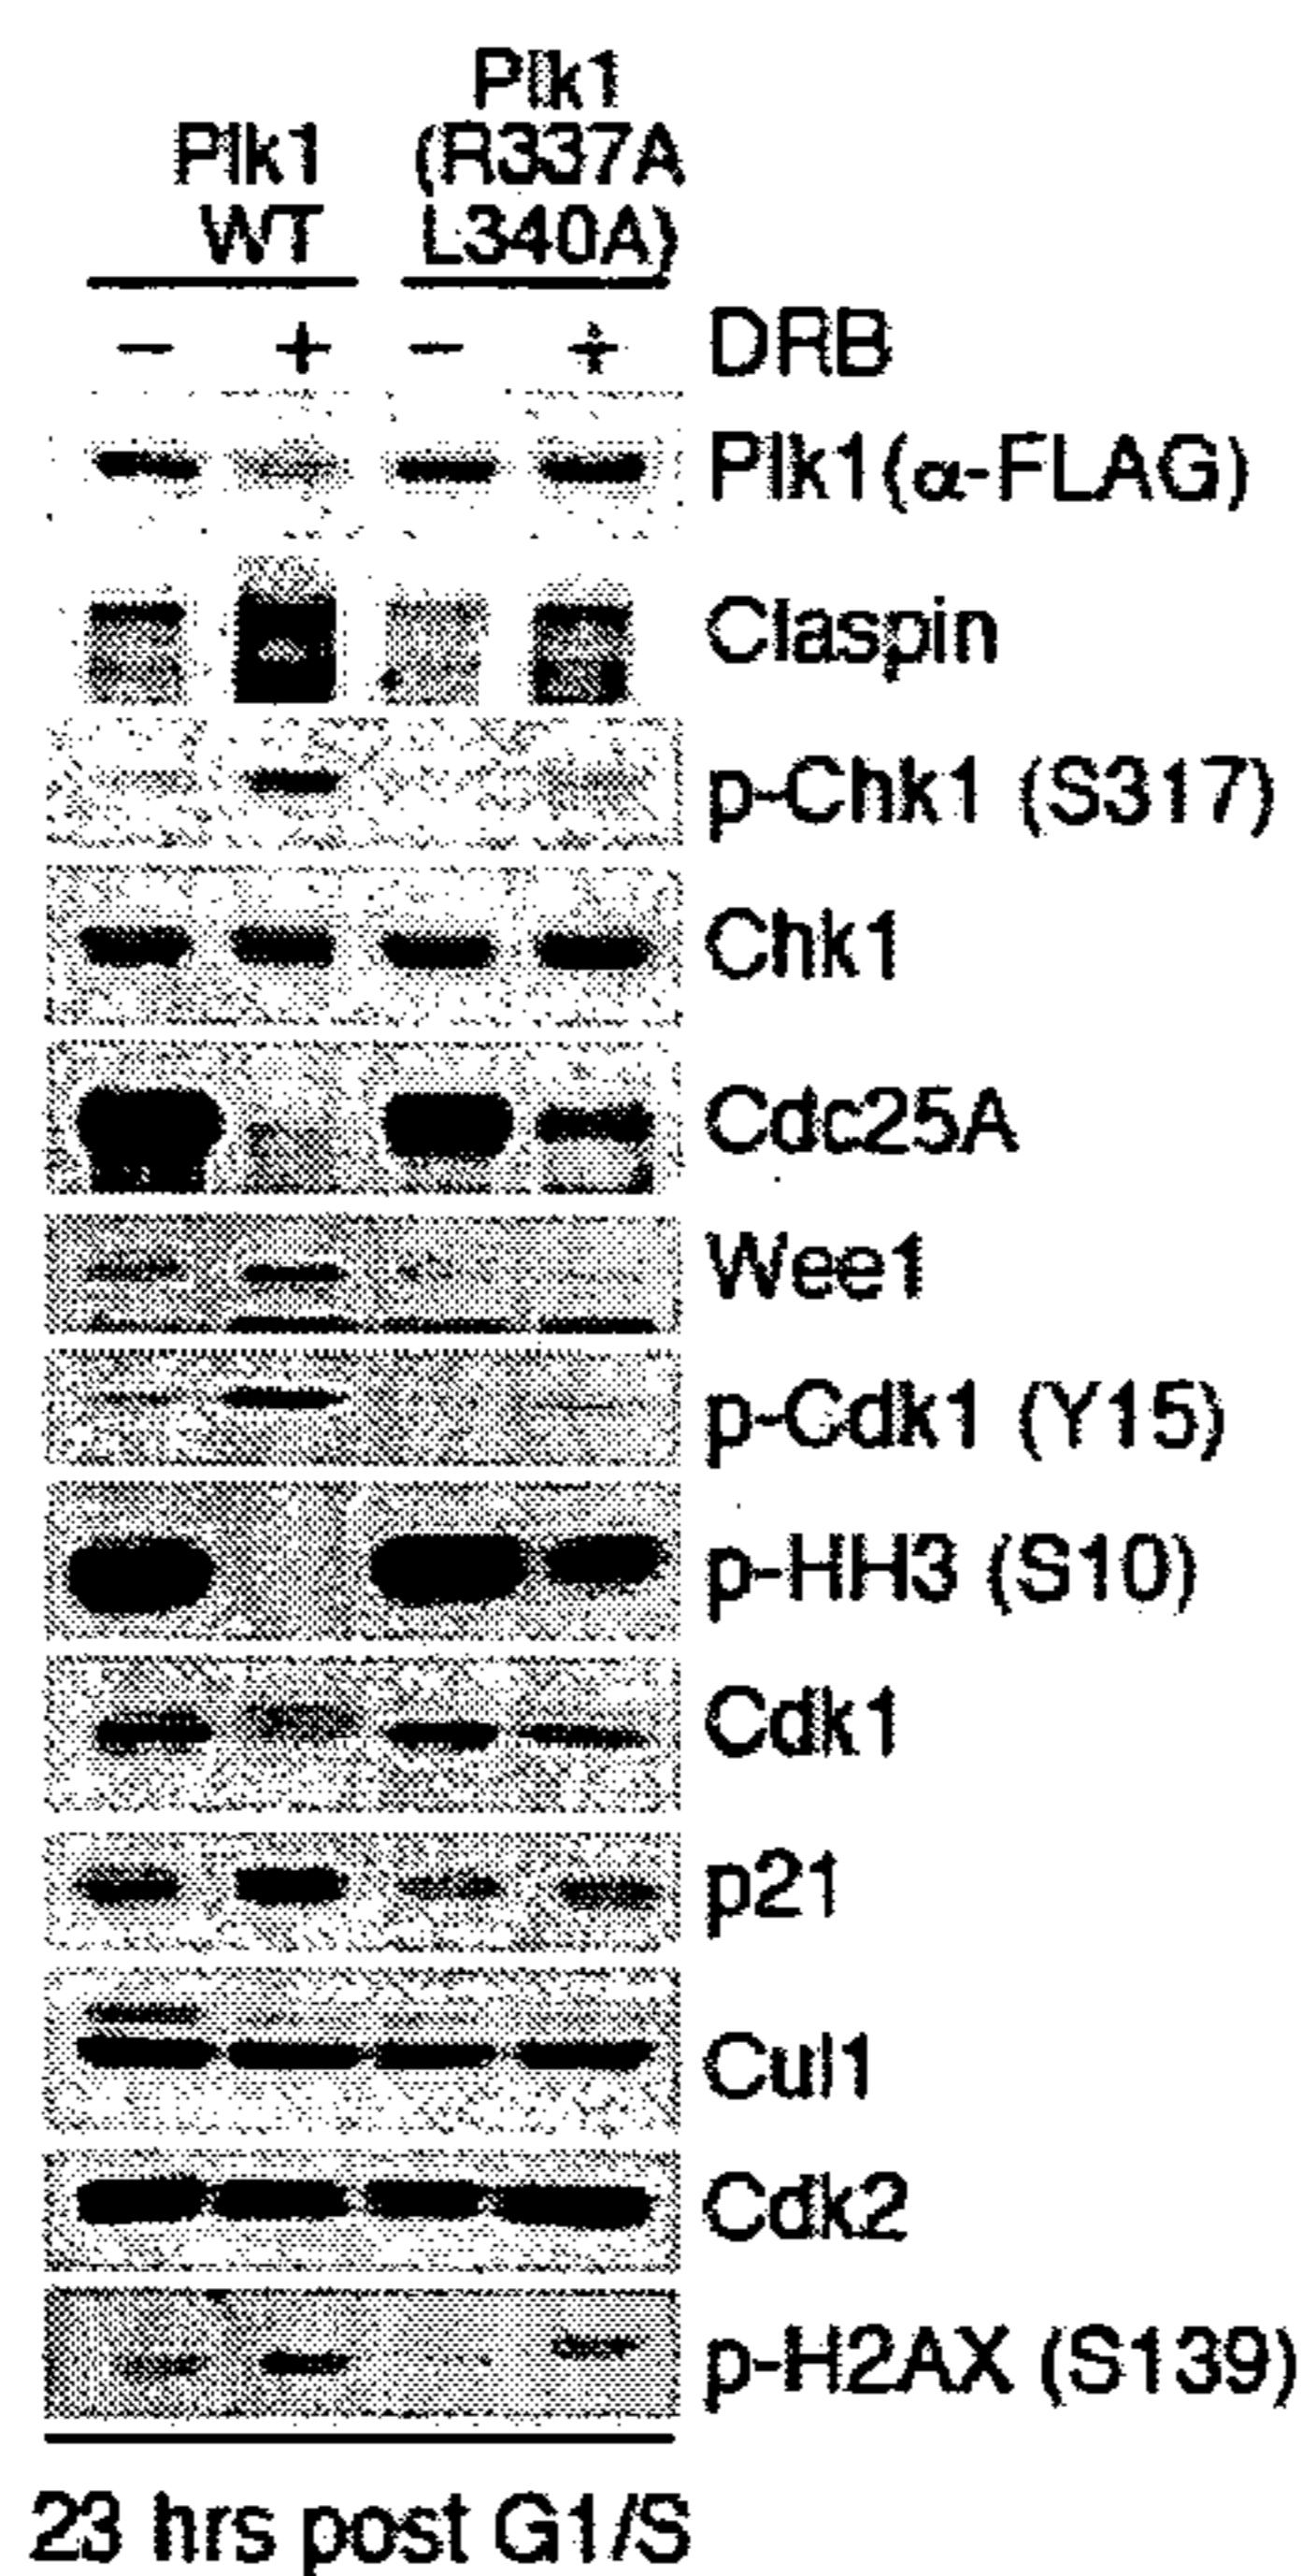 Plk1
WT
Plk1
(R337A
L340A)
− + − + DRB
Plk1(α-FLAG)
Claspin
p-Chk1 (S317)
Chk1
Cdc25A
Wee1
p-Cdk1 (Y15)
p-HH3 (S10)
Cdk1
p21
Cul1
Cdk2
p-H2AX (S139)
23 hrs post G1/S